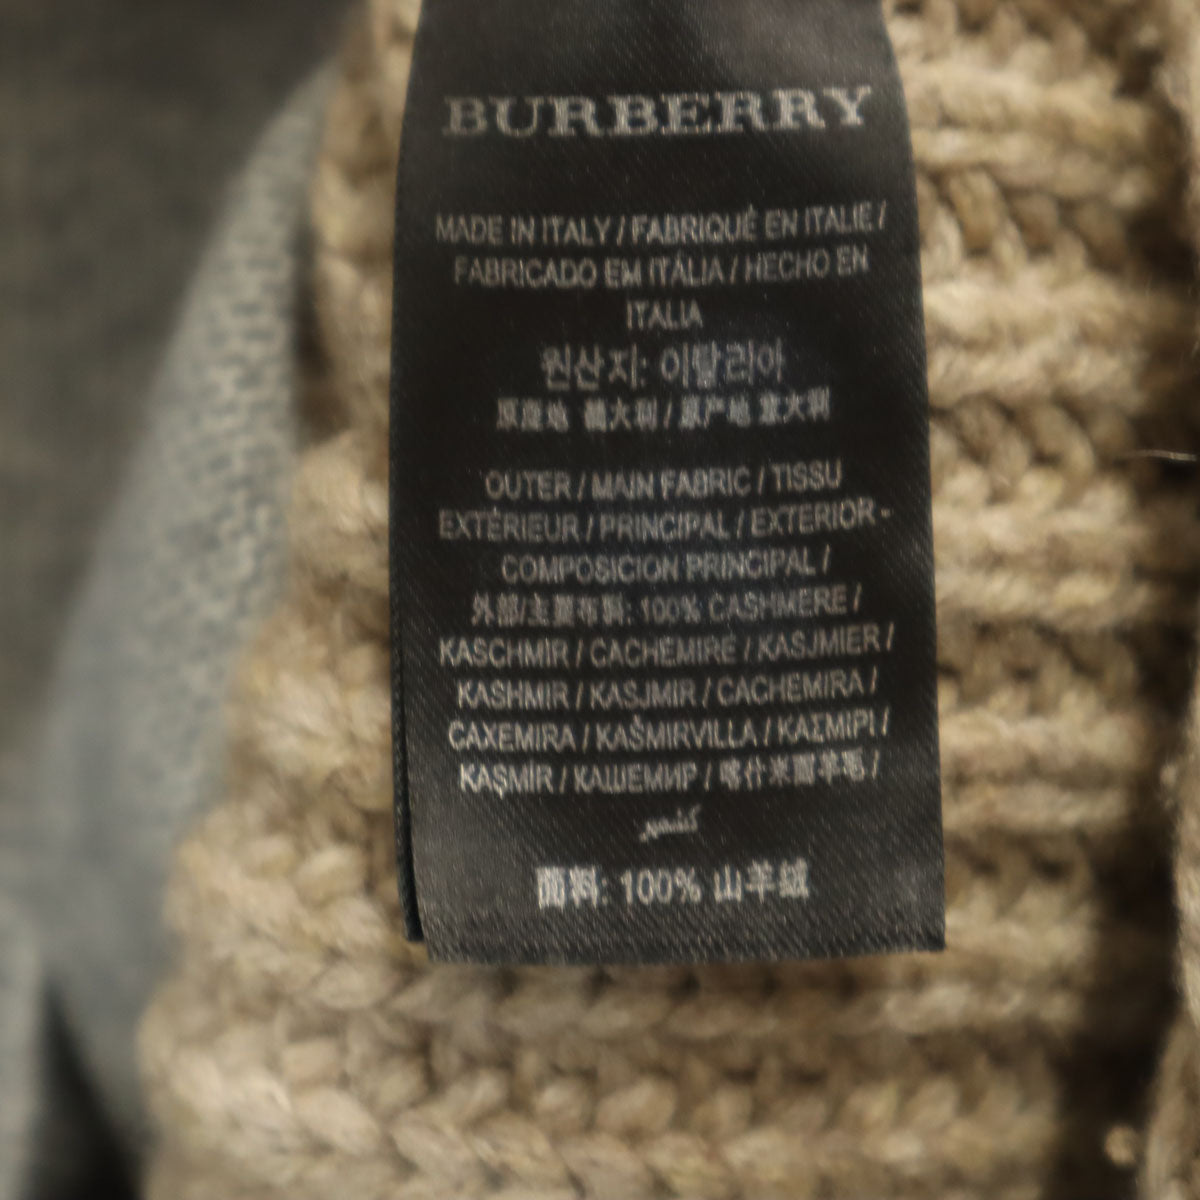 BURBERRY
MADE IN ITALY / FABRIQUÉ EN ITALIE /
FABRICADO EM ITÁLIA / HECHO EN
ITALIA
원산지: 이탈리아
原産地 義大利 / 原产地 意大利
OUTER / MAIN FABRIC / TISSU
EXTÉRIEUR / PRINCIPAL / EXTERIOR -
COMPOSICION PRINCIPAL /
外部/主要布料: 100% CASHMERE /
KASCHMIR / CACHEMIRE / KASJMIER /
KASHMIR / KASJMIR / CACHEMIRA /
CAXEMIRA / KAŠMIRVILLA / ΚΑΣΜΙΡΙ /
KAŞMİR / КАШЕМИР / 喀什米爾羊毛 /
كشمير
面料: 100% 山羊绒